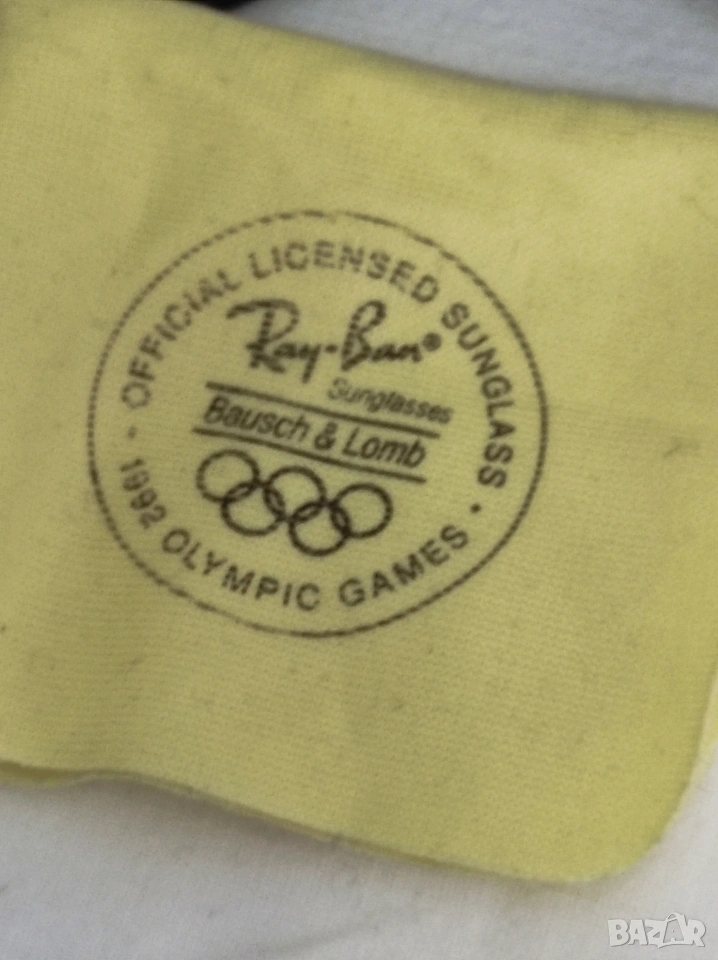 OFFICIAL LICENSED SUNGLASS
Ray-Ban®
Sunglasses
Bausch & Lomb
· 1992 OLYMPIC GAMES ·
BAZAR